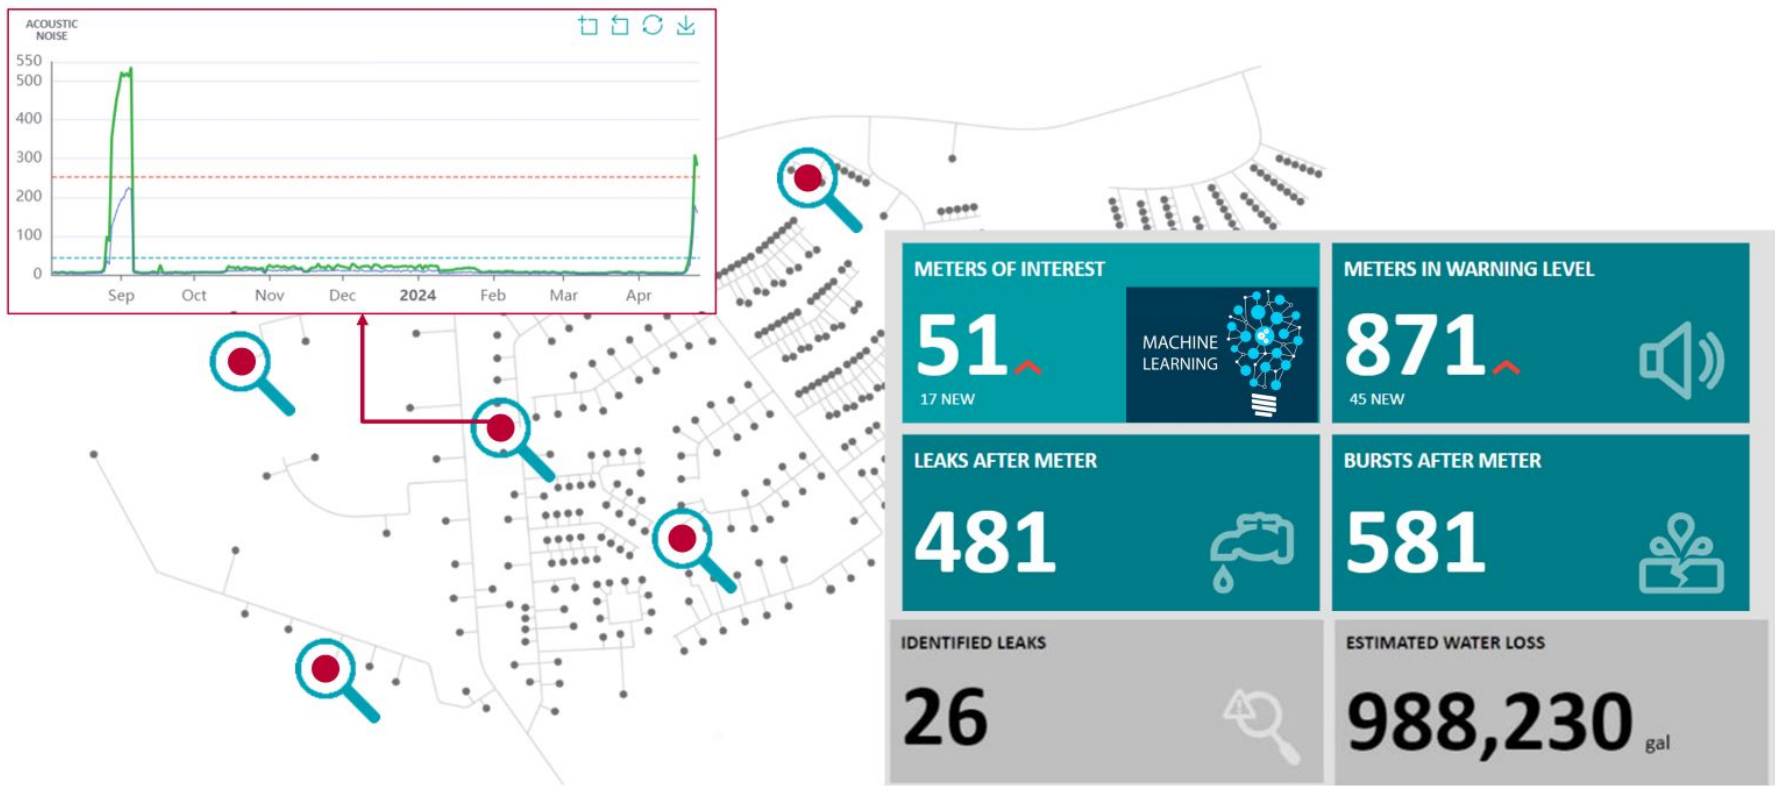 ACOUSTIC
NOISE
550
500
400
300
200
100
0
Sep Oct Nov Dec 2024 Feb Mar Apr
METERS OF INTEREST
51
17 NEW
MACHINE
LEARNING
METERS IN WARNING LEVEL
871
45 NEW
LEAKS AFTER METER
481
BURSTS AFTER METER
581
IDENTIFIED LEAKS
26
ESTIMATED WATER LOSS
988,230 gal